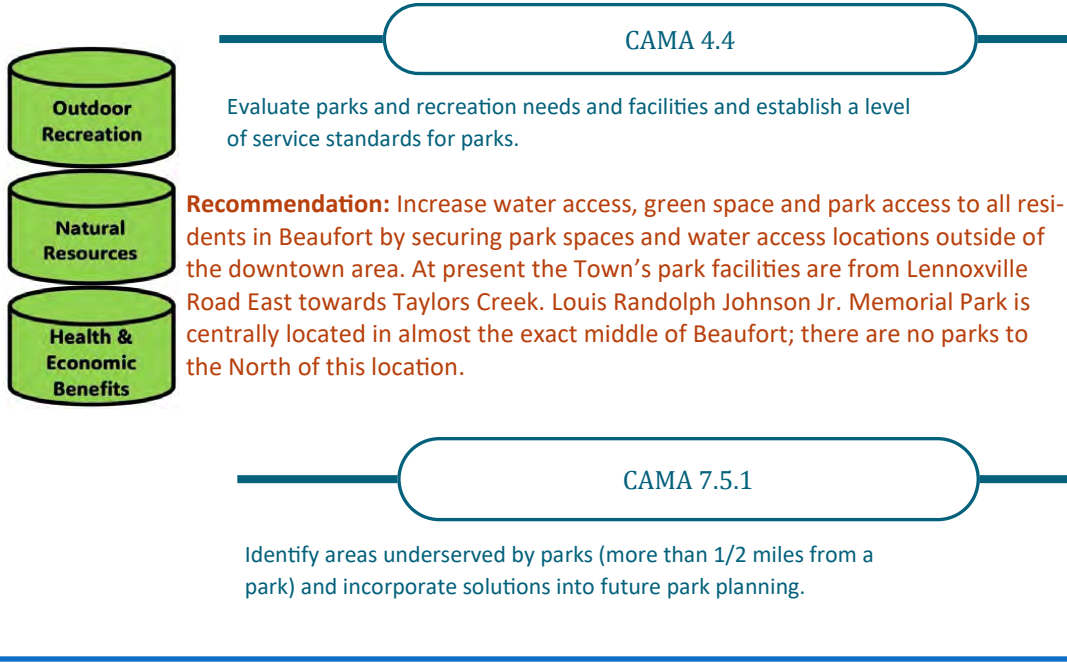 CAMA 4.4
Evaluate parks and recreation needs and facilities and establish a level
of service standards for parks.
Outdoor
Recreation
Natural
Resources
Health &
Economic
Benefits
Recommendation: Increase water access, green space and park access to all resi-
dents in Beaufort by securing park spaces and water access locations outside of
the downtown area. At present the Town’s park facilities are from Lennoxville
Road East towards Taylors Creek. Louis Randolph Johnson Jr. Memorial Park is
centrally located in almost the exact middle of Beaufort; there are no parks to
the North of this location.
CAMA 7.5.1
Identify areas underserved by parks (more than 1/2 miles from a
park) and incorporate solutions into future park planning.